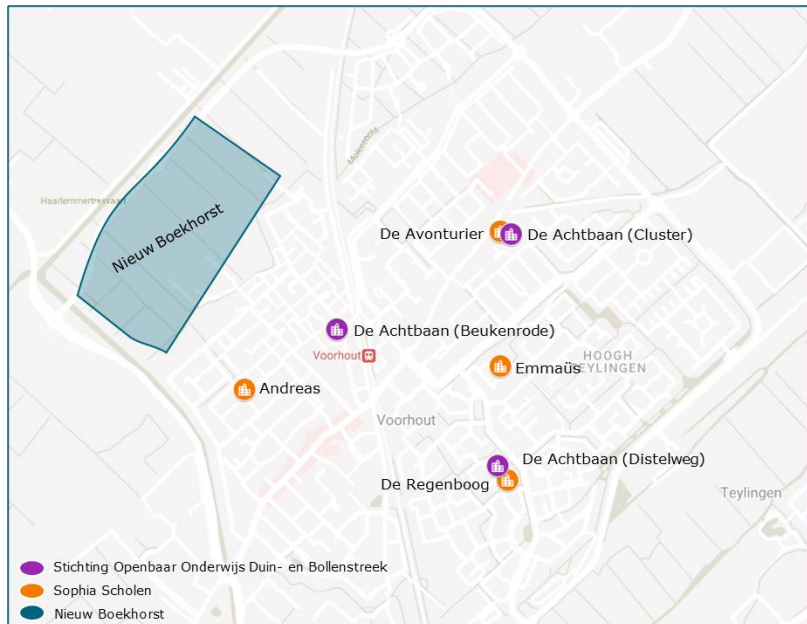 Molentocht
Haarlemmertrekvaart
Nieuw Boekhorst
De Avonturier
De Achtbaan (Cluster)
De Achtbaan (Beukenrode)
Voorhout
HOOGH
TEYLINGEN
Emmaüs
Andreas
Voorhout
De Achtbaan (Distelweg)
De Regenboog
Teylingen
Stichting Openbaar Onderwijs Duin- en Bollenstreek
Sophia Scholen
Nieuw Boekhorst